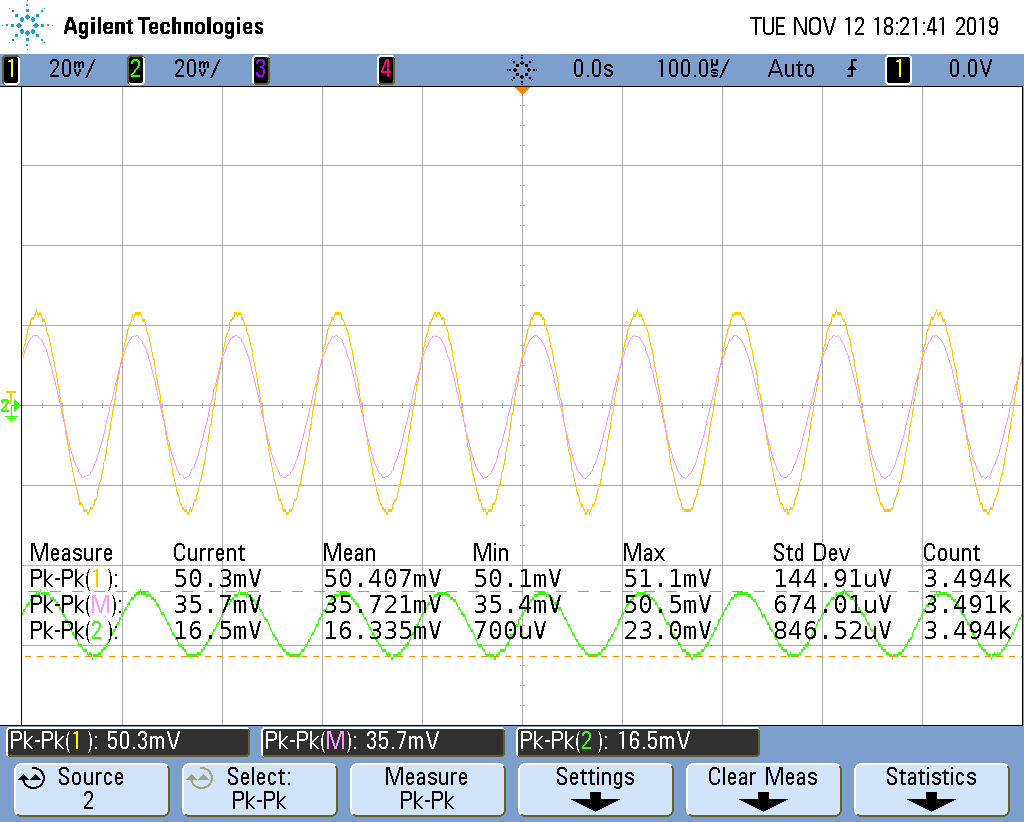 Agilent Technologies TUE NOV 12 18:21:41 2019
1 20mV/ 2 20mV/ 3 4 0.0s 100.0us/ Auto 1 0.0V
T
2
Measure Current Mean Min Max Std Dev Count
Pk-Pk(1): 50.3mV 50.407mV 50.1mV 51.1mV 144.91uV 3.494k
Pk-Pk(M): 35.7mV 35.721mV 35.4mV 50.5mV 674.01uV 3.491k
Pk-Pk(2): 16.5mV 16.335mV 700uV 23.0mV 846.52uV 3.494k
Pk-Pk(1): 50.3mV Pk-Pk(M): 35.7mV Pk-Pk(2): 16.5mV
Source Select: Measure Settings Clear Meas Statistics
2 Pk-Pk Pk-Pk